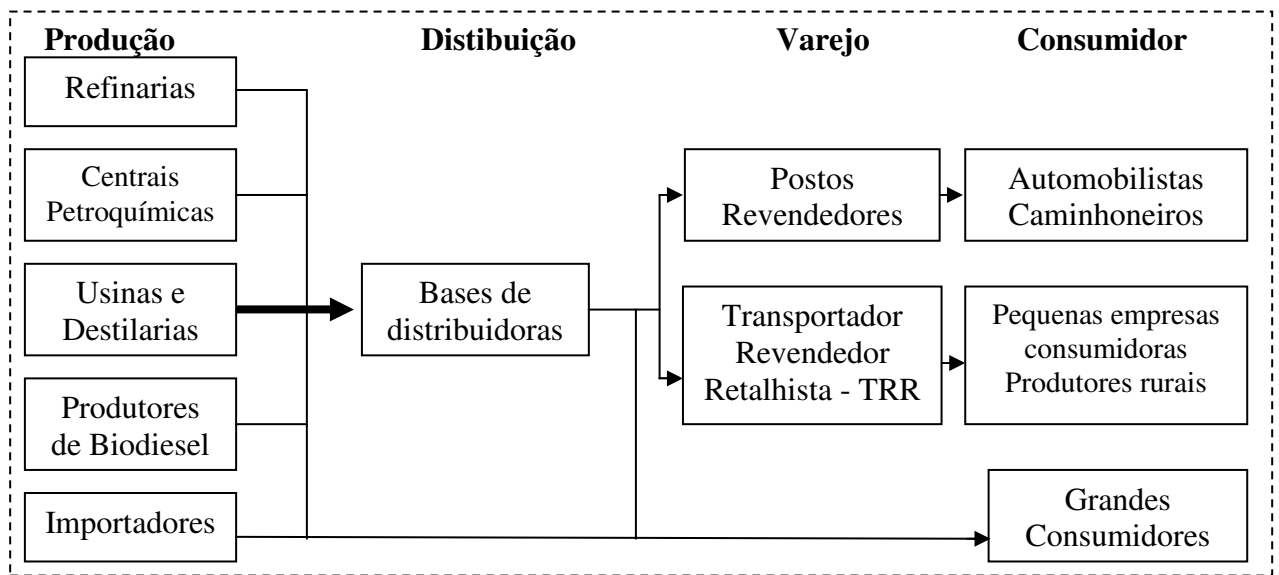 Produção
Distibuição
Varejo
Consumidor
Refinarias
Centrais
Petroquímicas
Usinas e
Destilarias
Produtores
de Biodiesel
Importadores
Bases de
distribuidoras
Postos
Revendedores
Transportador
Revendedor
Retalhista - TRR
Automobilistas
Caminhoneiros
Pequenas empresas
consumidoras
Produtores rurais
Grandes
Consumidores